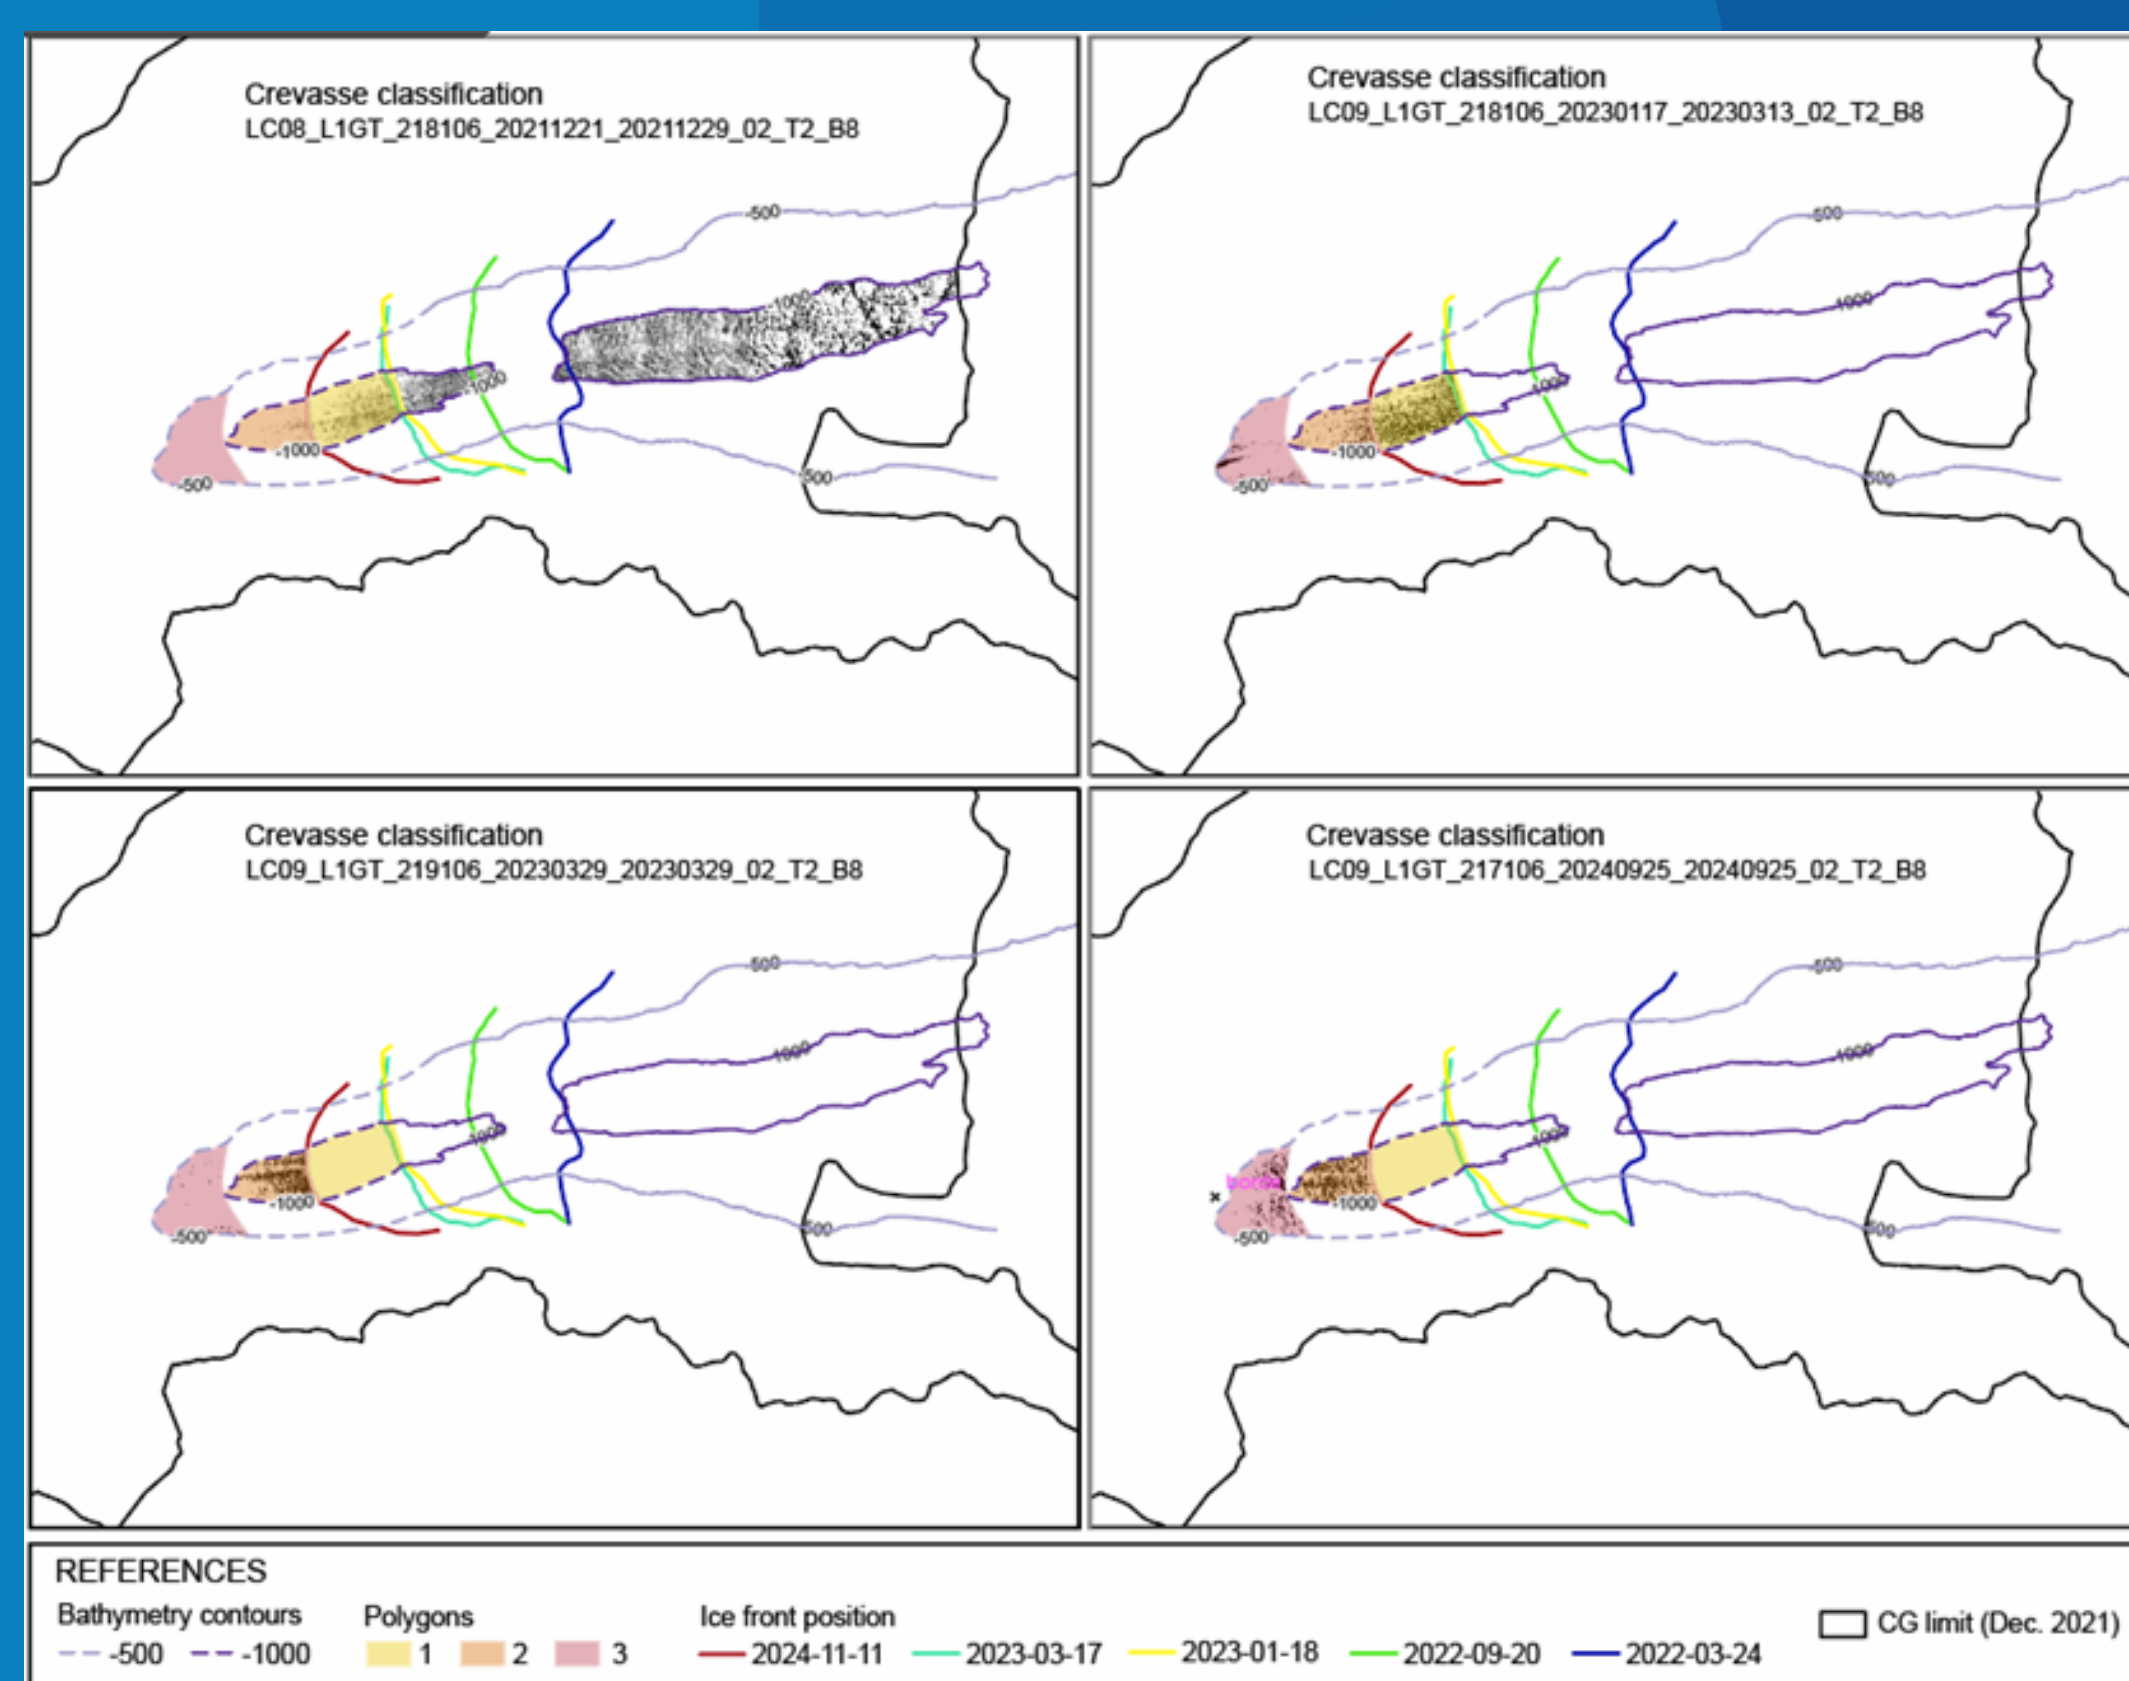 Crevasse classification
LC08_L1GT_218106_20211221_20211229_02_T2_B8
-500
-1000
-1000
-1000
-500
-500
Crevasse classification
LC09_L1GT_218106_20230117_20230313_02_T2_B8
-500
-1000
-1000
-1000
-500
-500
Crevasse classification
LC09_L1GT_219106_20230329_20230329_02_T2_B8
-500
-1000
-1000
-1000
-500
-500
Crevasse classification
LC09_L1GT_217106_20240925_20240925_02_T2_B8
-500
-1000
-1000
-1000
-500
-500
REFERENCES
Bathymetry contours
-500
-1000
Polygons
1
2
3
Ice front position
2024-11-11
2023-03-17
2023-01-18
2022-09-20
2022-03-24
CG limit (Dec. 2021)